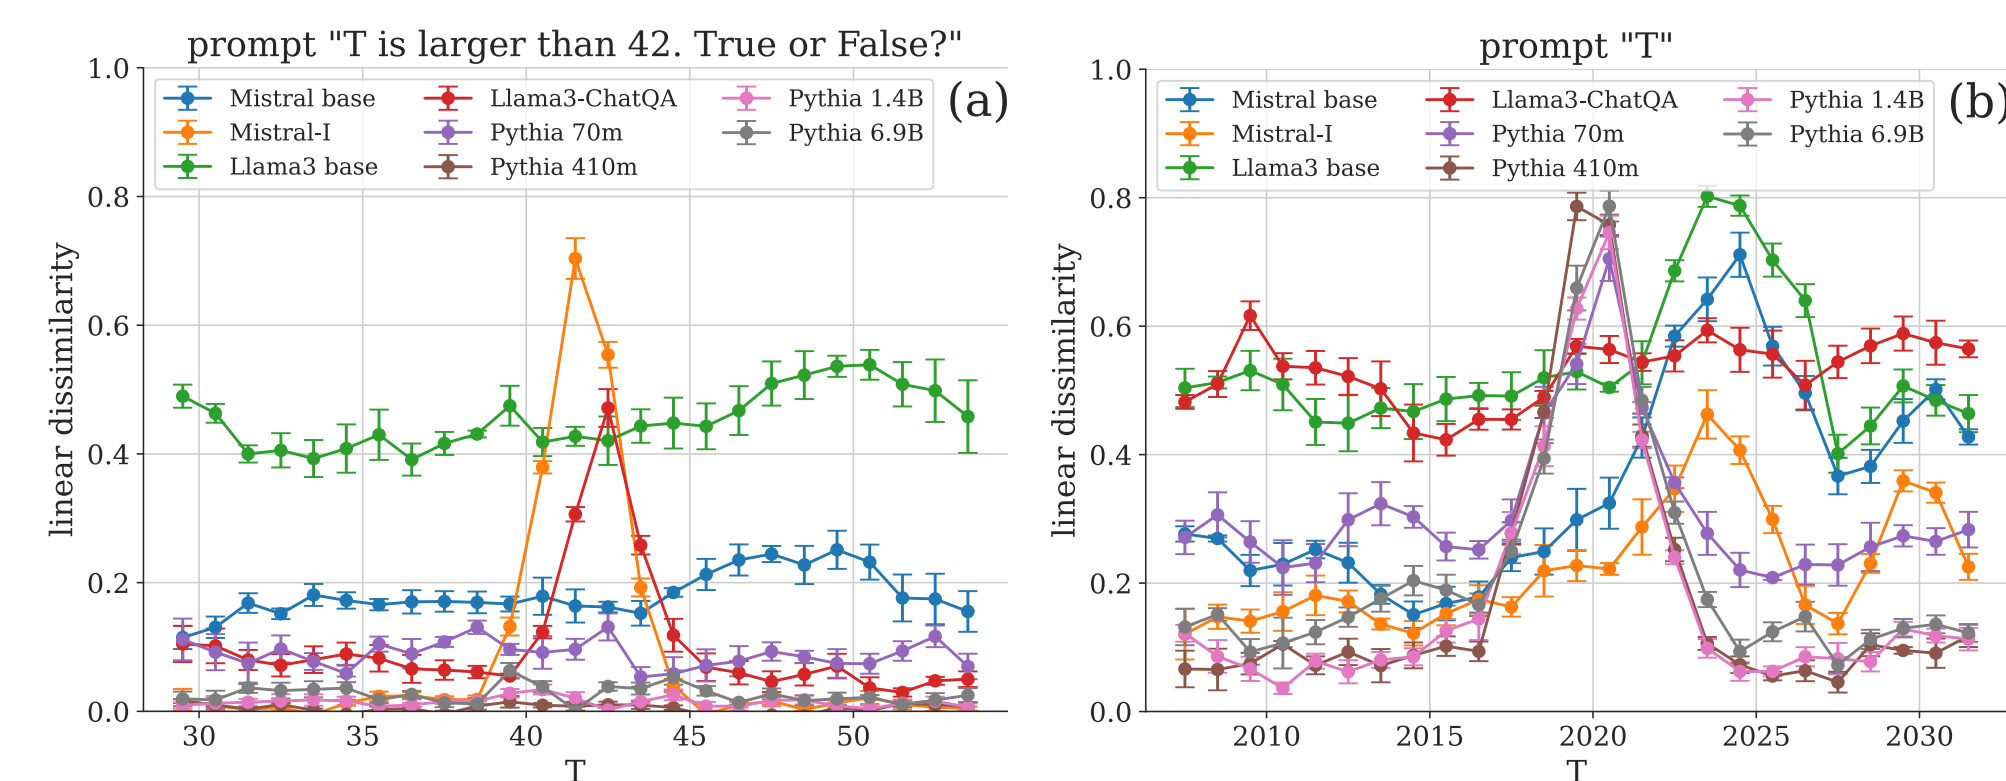 prompt "T is larger than 42. True or False?"
linear dissimilarity
1.0
0.8
0.6
0.4
0.2
0.0
Mistral base
Mistral-I
Llama3 base
Llama3-ChatQA
Pythia 70m
Pythia 410m
Pythia 1.4B
Pythia 6.9B
(a)
30 35 40 45 50
T
prompt "T"
linear dissimilarity
1.0
0.8
0.6
0.4
0.2
0.0
Mistral base
Mistral-I
Llama3 base
Llama3-ChatQA
Pythia 70m
Pythia 410m
Pythia 1.4B
Pythia 6.9B
(b)
2010 2015 2020 2025 2030
T